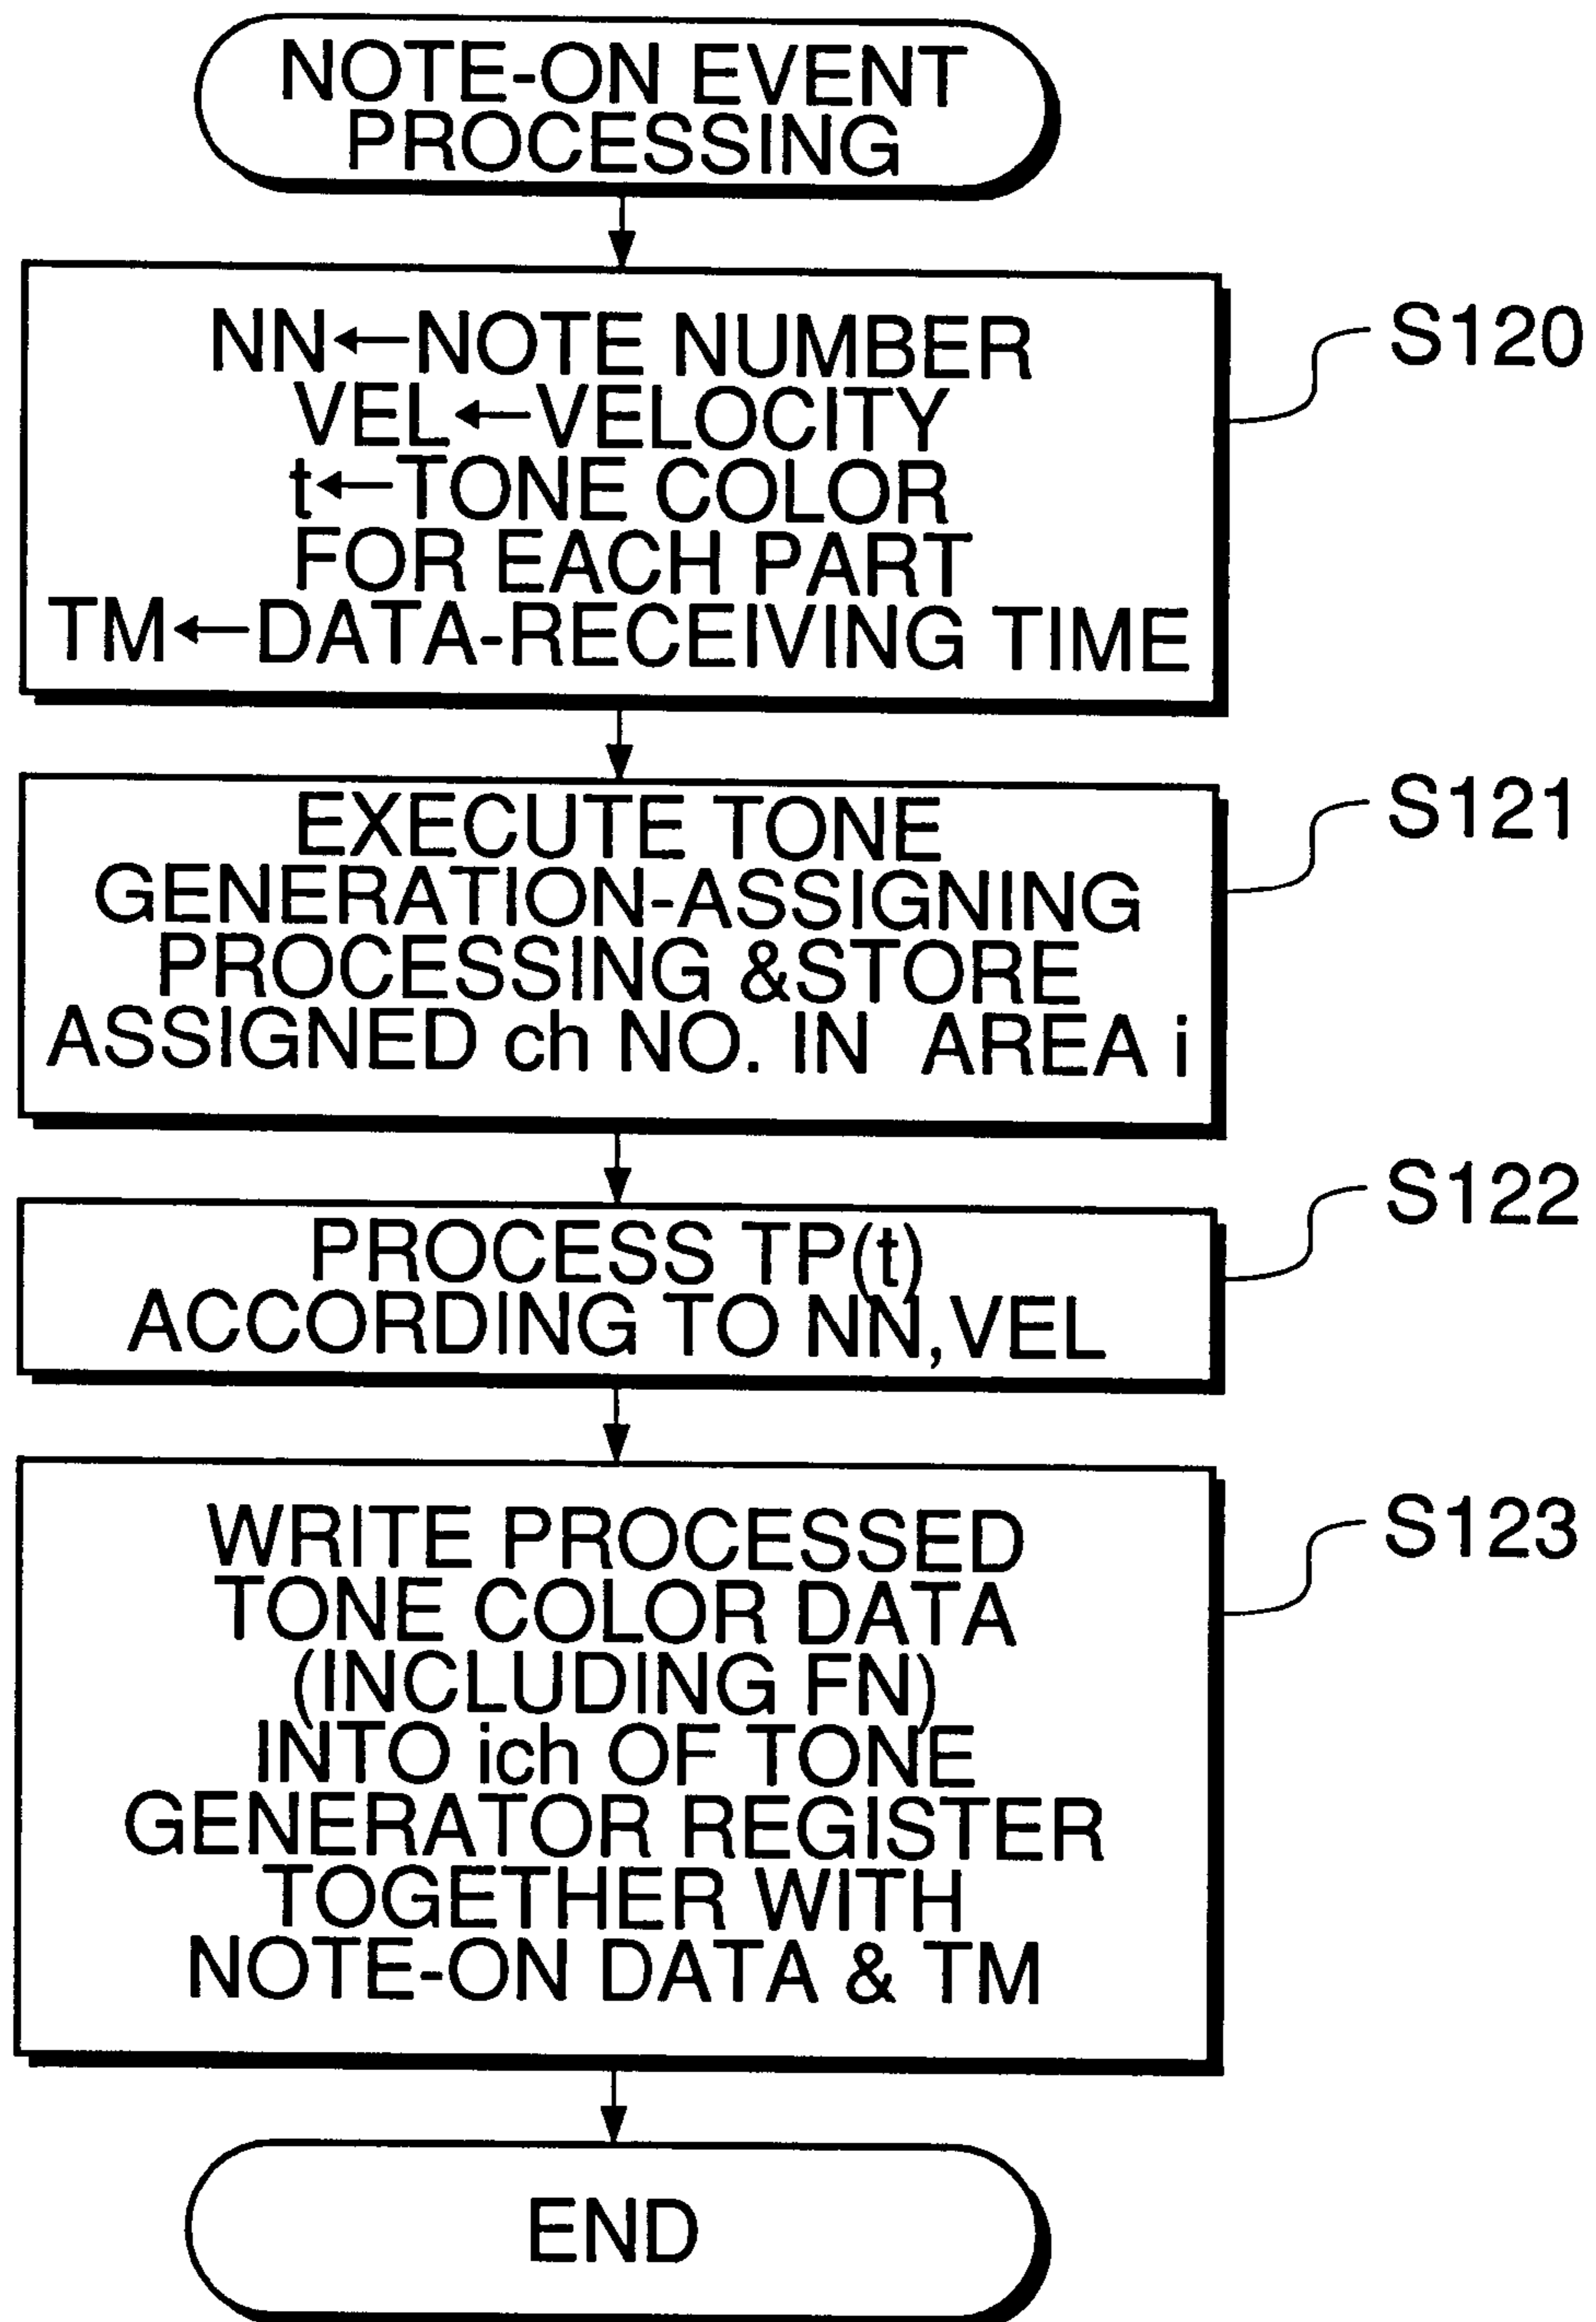 NOTE-ON EVENT
PROCESSING
NN←NOTE NUMBER
VEL←VELOCITY
t←TONE COLOR
FOR EACH PART
TM←DATA-RECEIVING TIME
S120
EXECUTE TONE
GENERATION-ASSIGNING
PROCESSING &STORE
ASSIGNED ch NO. IN AREA i
S121
PROCESS TP(t)
ACCORDING TO NN,VEL
S122
WRITE PROCESSED
TONE COLOR DATA
(INCLUDING FN)
INTO ich OF TONE
GENERATOR REGISTER
TOGETHER WITH
NOTE-ON DATA & TM
S123
END